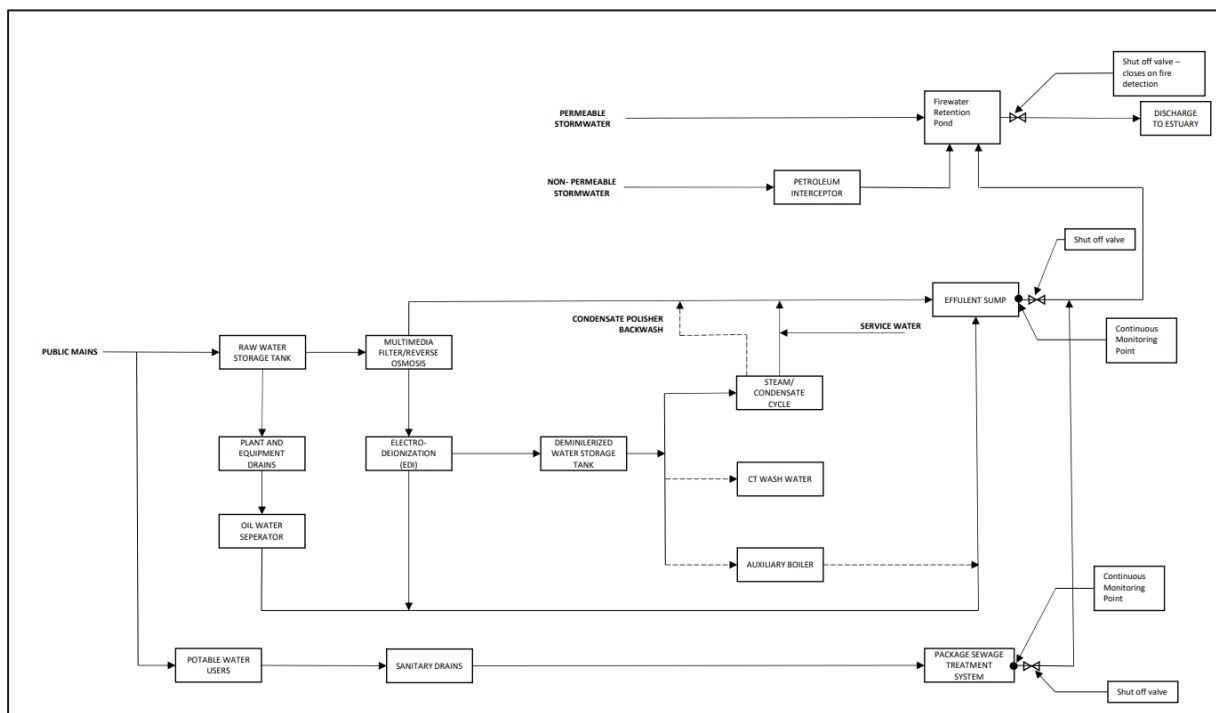 Shut off valve –
closes on fire
detection
Firewater
Retention
Pond
PERMEABLE
STORMWATER
DISCHARGE
TO ESTUARY
NON- PERMEABLE
STORMWATER
PETROLEUM
INTERCEPTOR
Shut off valve
EFFULENT SUMP
CONDENSATE POLISHER
BACKWASH
SERVICE WATER
Continuous
Monitoring
Point
PUBLIC MAINS
RAW WATER
STORAGE TANK
MULTIMEDIA
FILTER/REVERSE
OSMOSIS
STEAM/
CONDENSATE
CYCLE
PLANT AND
EQUIPMENT
DRAINS
ELECTRO-
DEIONIZATION
(EDI)
DEMINILERIZED
WATER STORAGE
TANK
CT WASH WATER
OIL WATER
SEPERATOR
AUXILIARY BOILER
Continuous
Monitoring
Point
POTABLE WATER
USERS
SANITARY DRAINS
PACKAGE SEWAGE
TREATMENT
SYSTEM
Shut off valve